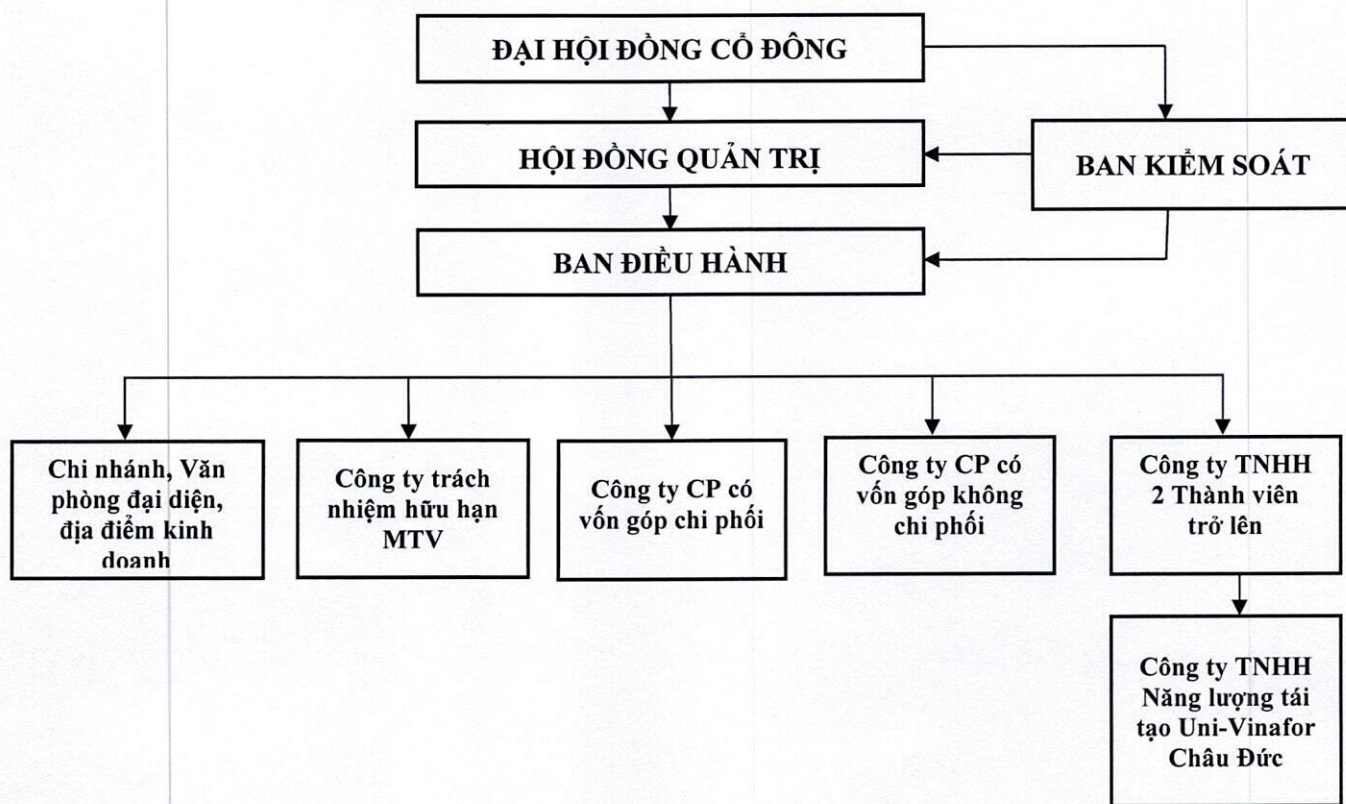 ĐẠI HỘI ĐỒNG CỔ ĐÔNG
HỘI ĐỒNG QUẢN TRỊ
BAN KIỂM SOÁT
BAN ĐIỀU HÀNH
Chi nhánh, Văn
phòng đại diện,
địa điểm kinh
doanh
Công ty trách
nhiệm hữu hạn
MTV
Công ty CP có
vốn góp chi phối
Công ty CP có
vốn góp không
chi phối
Công ty TNHH
2 Thành viên
trở lên
Công ty TNHH
Năng lượng tái
tạo Uni-Vinafor
Châu Đức